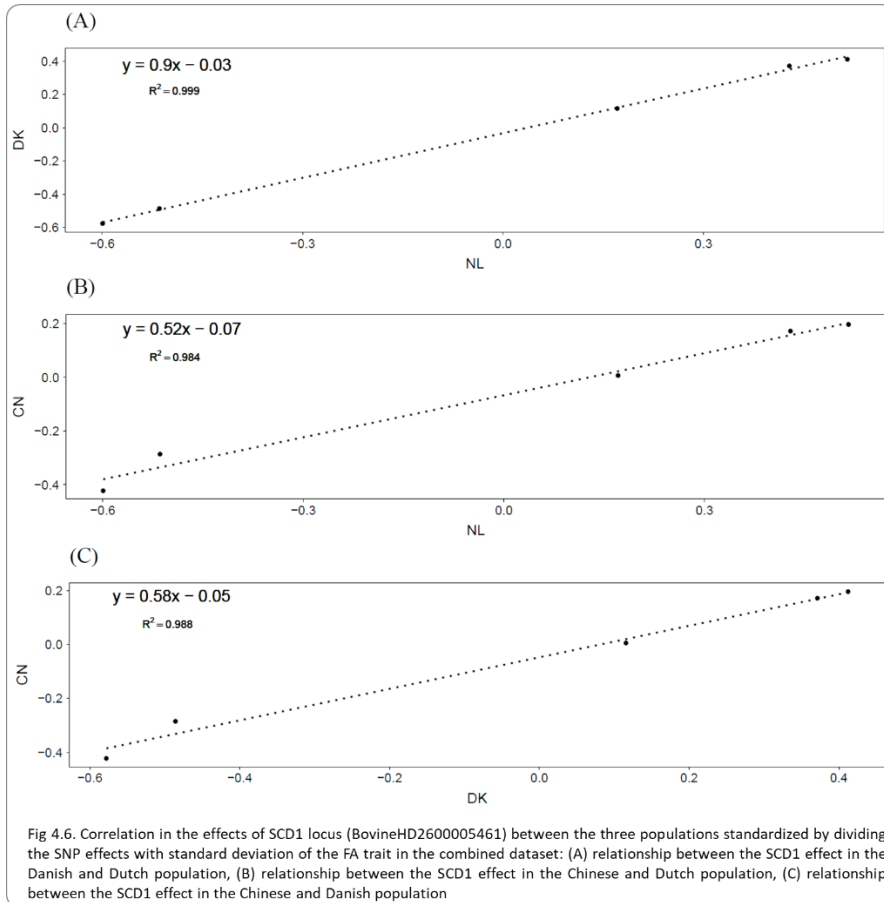 (A)
y = 0.9x − 0.03
R² = 0.999
0.4
0.2
0.0
−0.2
−0.4
−0.6
DK
−0.6
−0.3
0.0
0.3
NL
(B)
y = 0.52x − 0.07
R² = 0.984
0.2
0.0
−0.2
−0.4
CN
−0.6
−0.3
0.0
0.3
NL
(C)
y = 0.58x − 0.05
R² = 0.988
0.2
0.0
−0.2
−0.4
CN
−0.6
−0.4
−0.2
0.0
0.2
0.4
DK
Fig 4.6. Correlation in the effects of SCD1 locus (BovineHD2600005461) between the three populations standardized by dividing
the SNP effects with standard deviation of the FA trait in the combined dataset: (A) relationship between the SCD1 effect in the
Danish and Dutch population, (B) relationship between the SCD1 effect in the Chinese and Dutch population, (C) relationship
between the SCD1 effect in the Chinese and Danish population